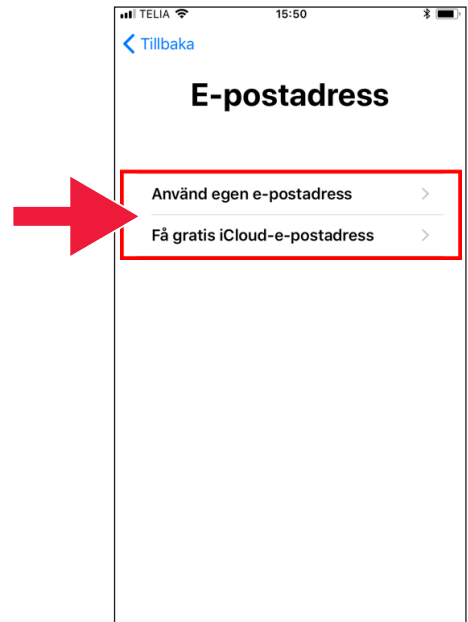 TELIA 15:50
Tillbaka
E-postadress
Använd egen e-postadress
Få gratis iCloud-e-postadress